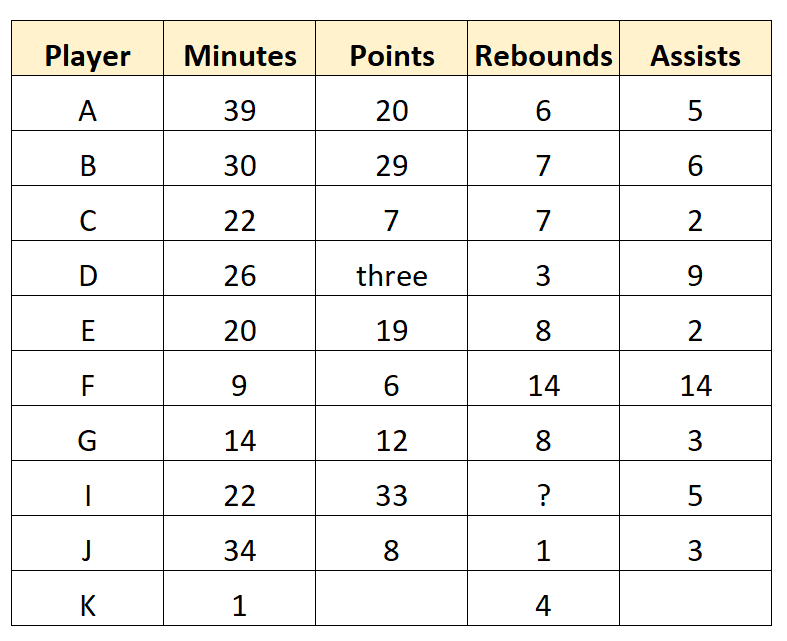 Player Minutes Points Rebounds Assists
A 39 20 6 5
B 30 29 7 6
C 22 7 7 2
D 26 three 3 9
E 20 19 8 2
F 9 6 14 14
G 14 12 8 3
I 22 33 ? 5
J 34 8 1 3
K 1 4